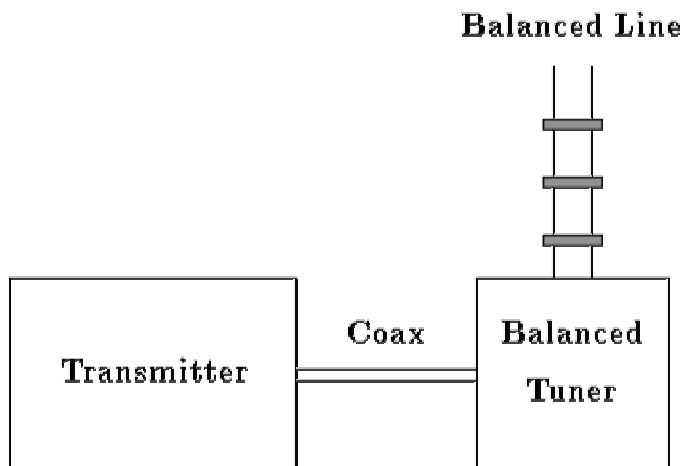 Balanced Line
Coax
Transmitter
Balanced
Tuner